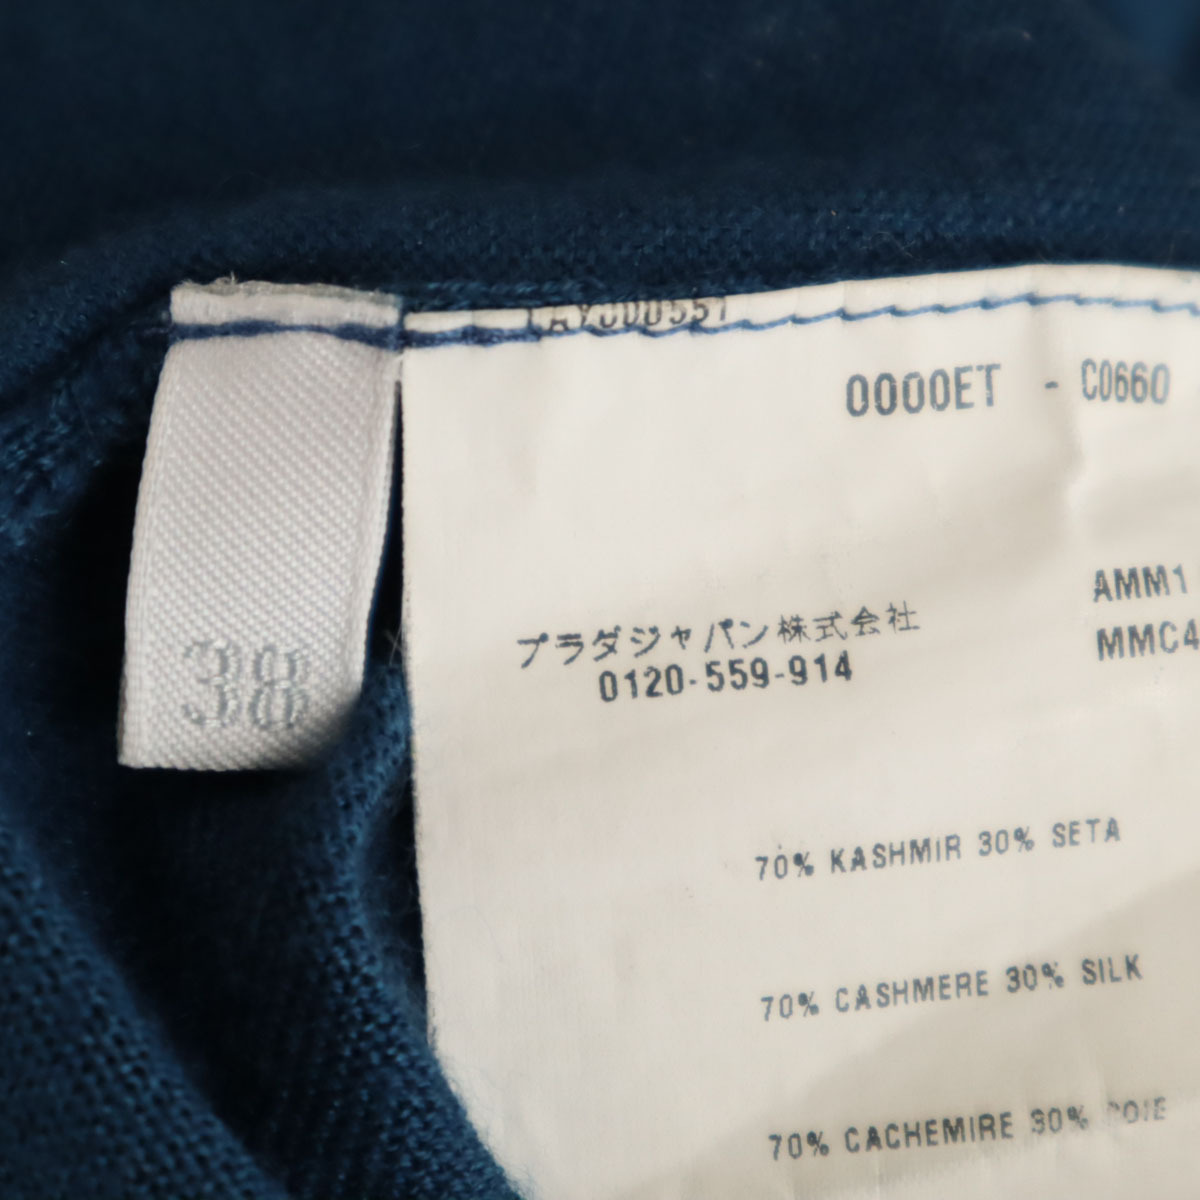 0000ET - C0660
AMM1
MMC4
プラダジャパン株式会社
0120-559-914
38
70% KASHMIR 30% SETA
70% CASHMERE 30% SILK
70% CACHEMIRE 30%